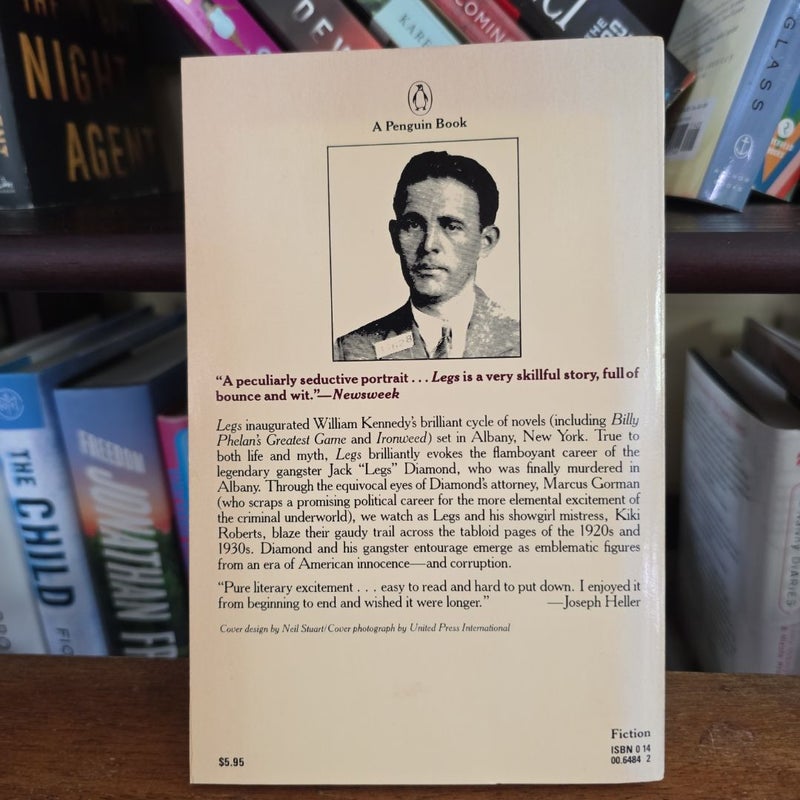 THE
NIGHT
AGENT
DEV
KARE
COMIN
THE
GLASS
ANCHOR
A Penguin Book
"A peculiarly seductive portrait . . . Legs is a very skillful story, full of
bounce and wit."—Newsweek
Legs inaugurated William Kennedy's brilliant cycle of novels (including Billy
Phelan's Greatest Game and Ironweed) set in Albany, New York. True to
both life and myth, Legs brilliantly evokes the flamboyant career of the
legendary gangster Jack "Legs" Diamond, who was finally murdered in
Albany. Through the equivocal eyes of Diamond's attorney, Marcus Gorman
(who scraps a promising political career for the more elemental excitement of
the criminal underworld), we watch as Legs and his showgirl mistress, Kiki
Roberts, blaze their gaudy trail across the tabloid pages of the 1920s and
1930s. Diamond and his gangster entourage emerge as emblematic figures
from an era of American innocence—and corruption.
"Pure literary excitement . . . easy to read and hard to put down. I enjoyed it
from beginning to end and wished it were longer." —Joseph Heller
Cover design by Neil Stuart/Cover photograph by United Press International
Fiction
ISBN 0 14
00.6484 2
$5.95
THE CHILD
FIC
FREEDOM
JONATHAN FR
DIARIES